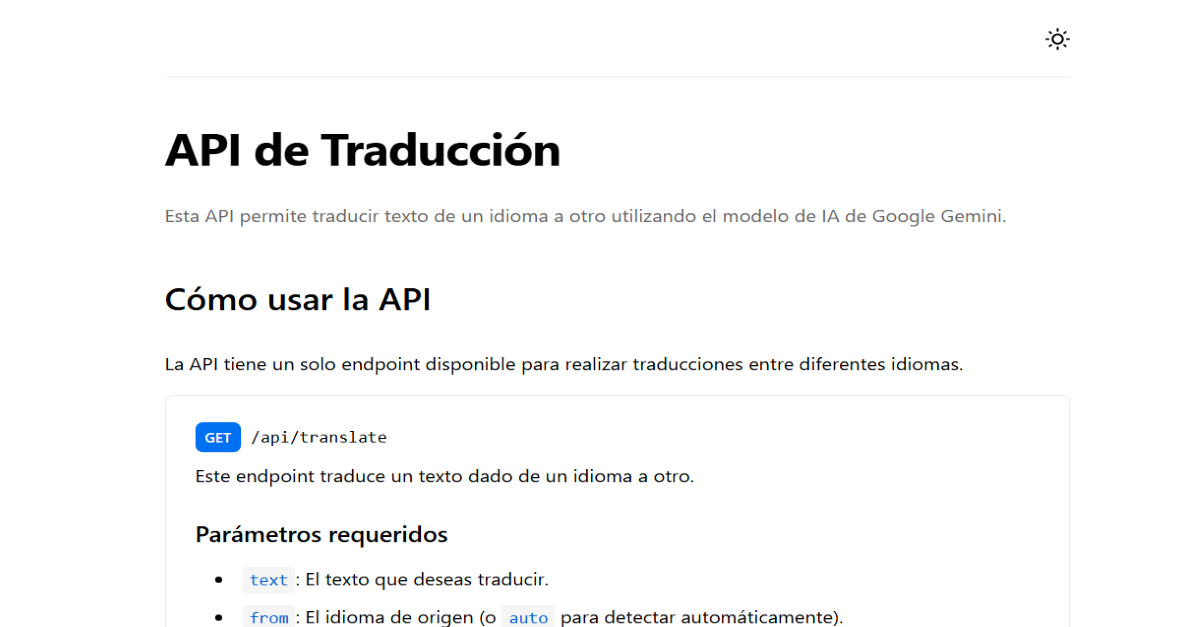 API de Traducción
Esta API permite traducir texto de un idioma a otro utilizando el modelo de IA de Google Gemini.
Cómo usar la API
La API tiene un solo endpoint disponible para realizar traducciones entre diferentes idiomas.
GET /api/translate
Este endpoint traduce un texto dado de un idioma a otro.
Parámetros requeridos
• text : El texto que deseas traducir.
• from : El idioma de origen (o auto para detectar automáticamente).